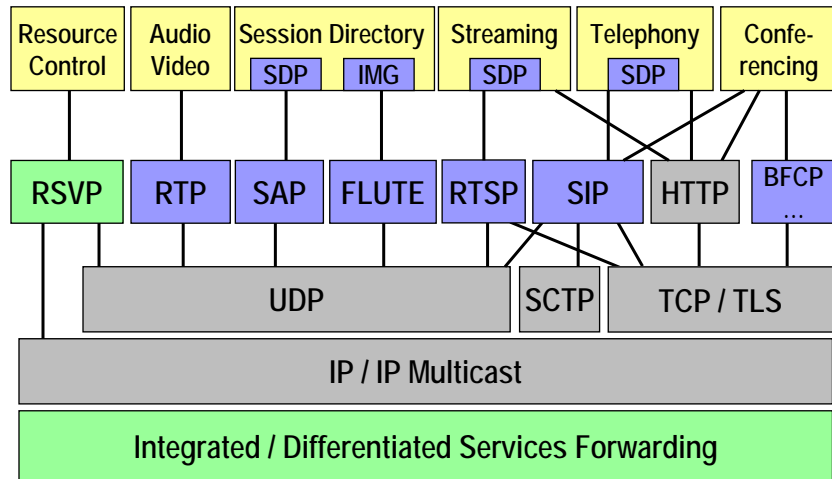 Resource
Control
Audio
Video
Session Directory
SDP
IMG
Streaming
SDP
Telephony
SDP
Confe-
rencing
RSVP
RTP
SAP
FLUTE
RTSP
SIP
HTTP
BFCP
...
UDP
SCTP
TCP / TLS
IP / IP Multicast
Integrated / Differentiated Services Forwarding